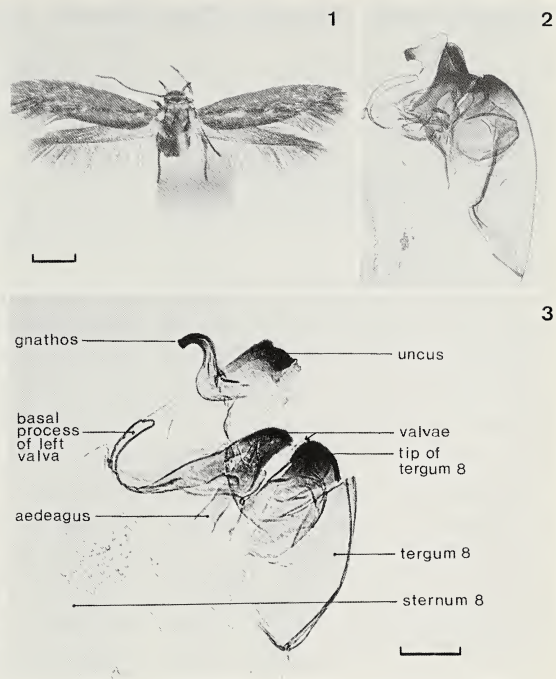 1
2
3
gnathos
uncus
basal
process
of left
valva
valvae
tip of
tergum 8
aedeagus
tergum 8
sternum 8